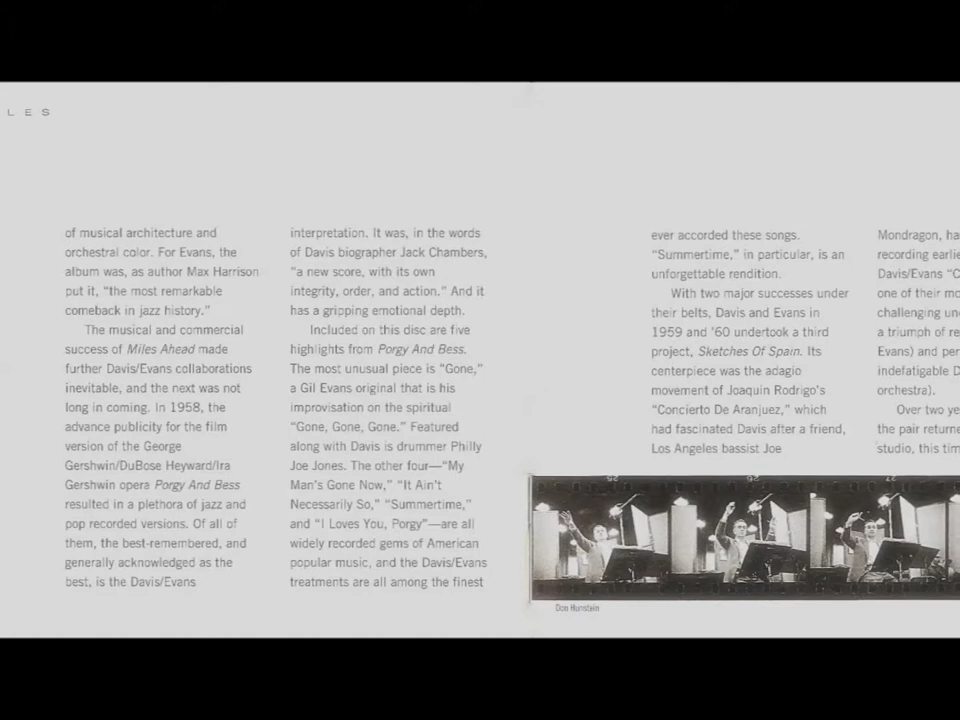 L E S
of musical architecture and
orchestral color. For Evans, the
album was, as author Max Harrison
put it, “the most remarkable
comeback in jazz history.”
The musical and commercial
success of Miles Ahead made
further Davis/Evans collaborations
inevitable, and the next was not
long in coming. In 1958, the
advance publicity for the film
version of the George
Gershwin/DuBose Heyward/Ira
Gershwin opera Porgy And Bess
resulted in a plethora of jazz and
pop recorded versions. Of all of
them, the best-remembered, and
generally acknowledged as the
best, is the Davis/Evans
interpretation. It was, in the words
of Davis biographer Jack Chambers,
“a new score, with its own
integrity, order, and action.” And it
has a gripping emotional depth.
Included on this disc are five
highlights from Porgy And Bess.
The most unusual piece is “Gone,”
a Gil Evans original that is his
improvisation on the spiritual
“Gone, Gone, Gone.” Featured
along with Davis is drummer Philly
Joe Jones. The other four—“My
Man’s Gone Now,” “It Ain’t
Necessarily So,” “Summertime,”
and “I Loves You, Porgy”—are all
widely recorded gems of American
popular music, and the Davis/Evans
treatments are all among the finest
ever accorded these songs.
“Summertime,” in particular, is an
unforgettable rendition.
With two major successes under
their belts, Davis and Evans in
1959 and ’60 undertook a third
project, Sketches Of Spain. Its
centerpiece was the adagio
movement of Joaquin Rodrigo’s
“Concierto De Aranjuez,” which
had fascinated Davis after a friend,
Los Angeles bassist Joe
Mondragon, ha
recording earlie
Davis/Evans “C
one of their mo
challenging und
a triumph of re
Evans) and per
indefatigable D
orchestra).
Over two ye
the pair returne
studio, this tim
25
26
27
Don Hunstein